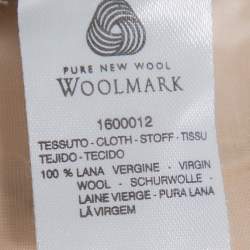 PURE NEW WOOL
WOOLMARK
1600012
TESSUTO - CLOTH - STOFF - TISSU
TEJIDO - TECIDO
100 % LANA VERGINE - VIRGIN
WOOL - SCHURWOLLE -
LAINE VIERGE - PURA LANA
LÃ VIRGEM